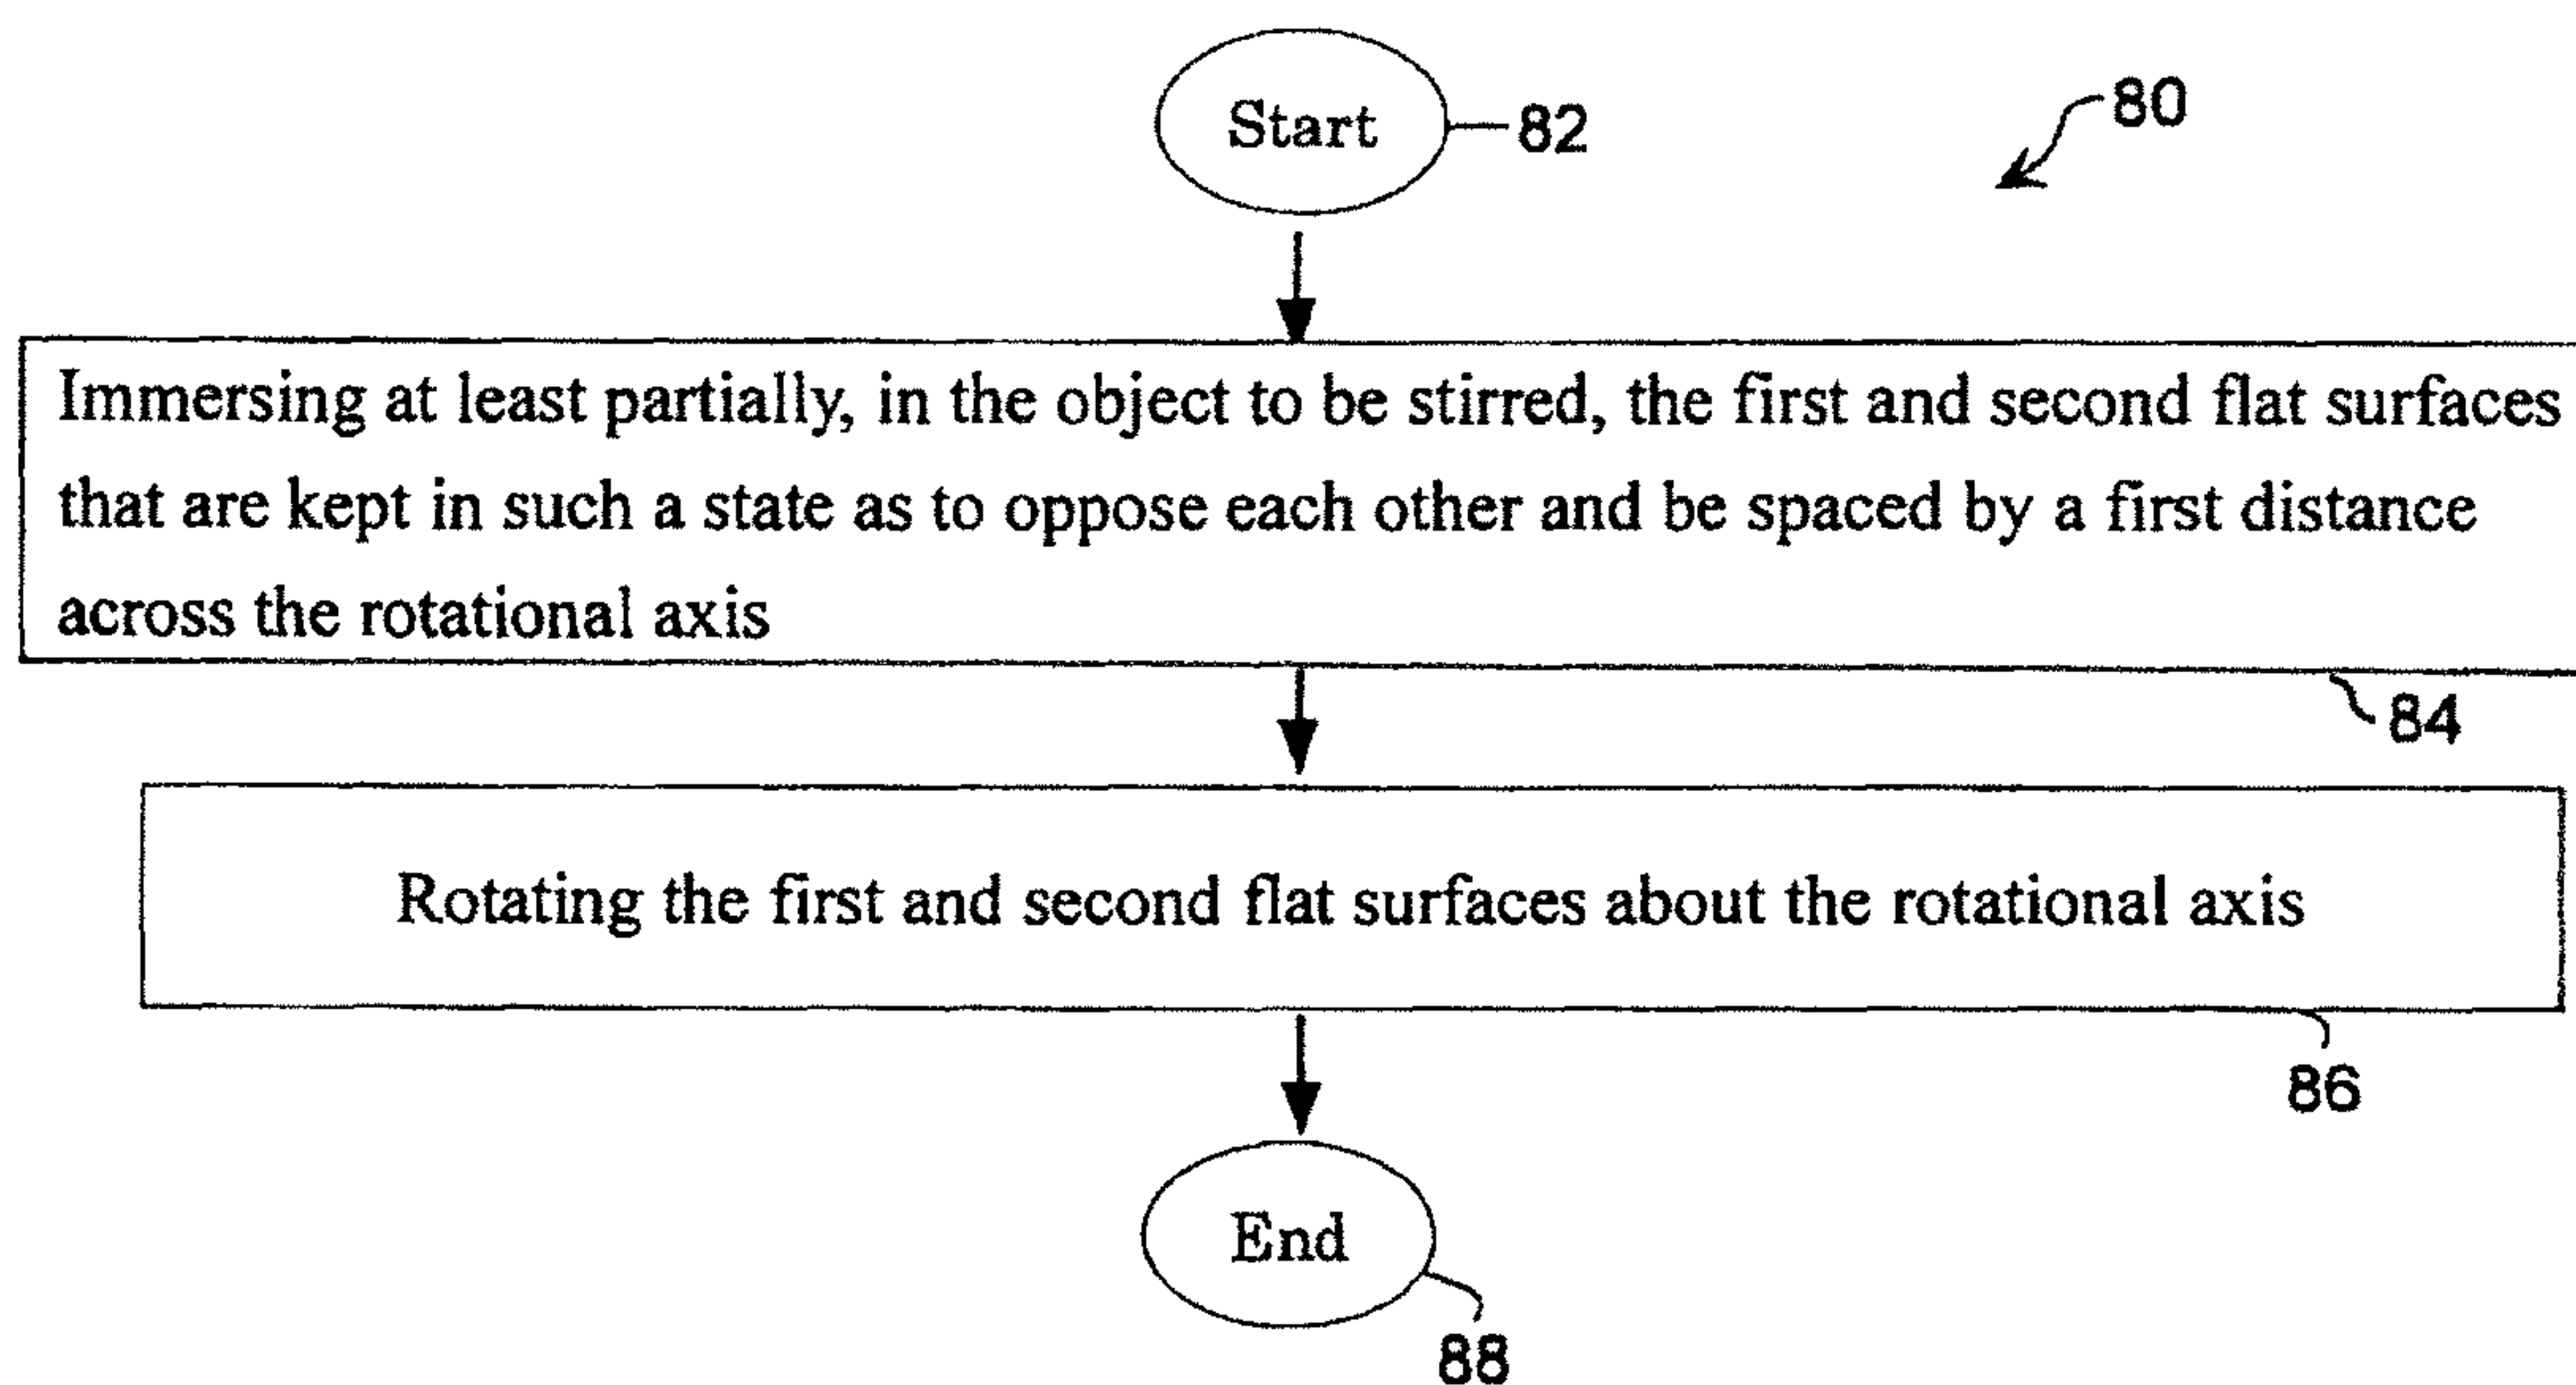 Start
82
80
Immersing at least partially, in the object to be stirred, the first and second flat surfaces
that are kept in such a state as to oppose each other and be spaced by a first distance
across the rotational axis
84
Rotating the first and second flat surfaces about the rotational axis
86
End
88